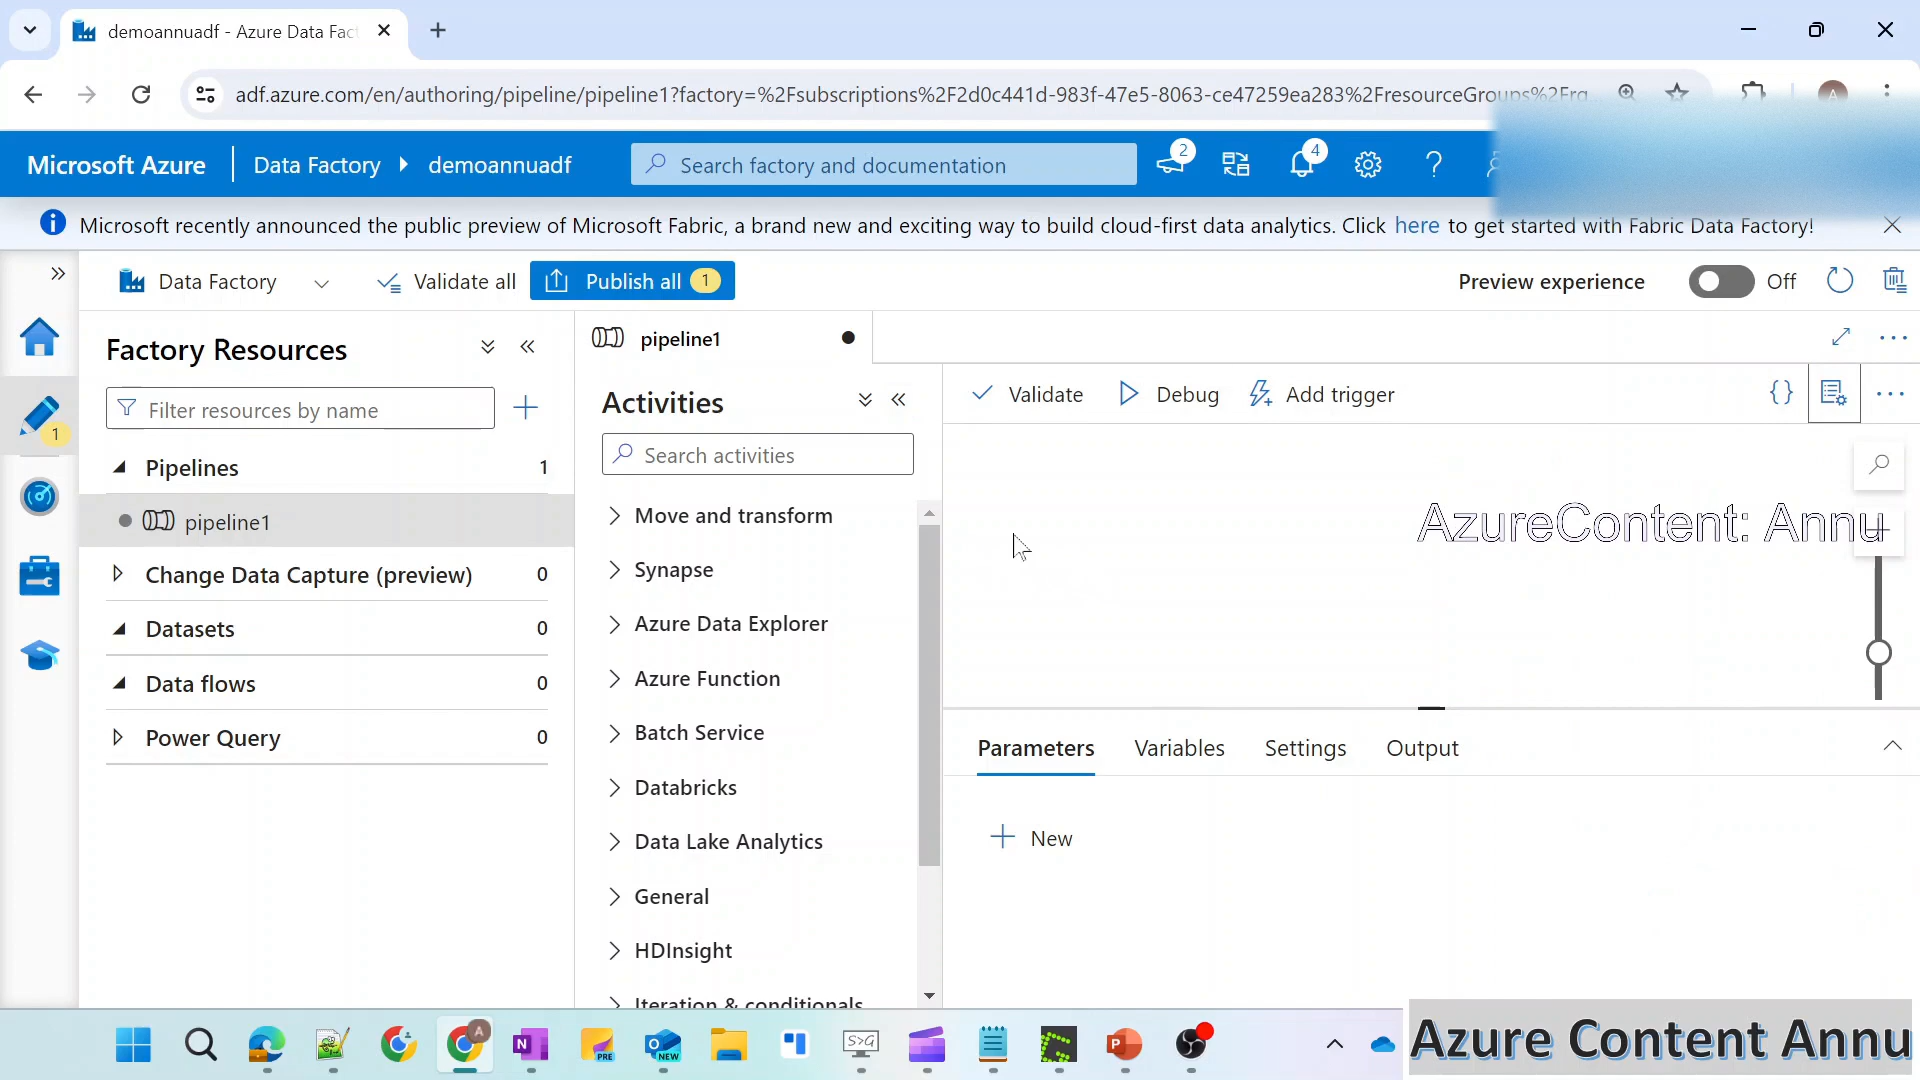 demoannuadf - Azure Data Fact
adf.azure.com/en/authoring/pipeline/pipeline1?factory=%2Fsubscriptions%2F2d0c441d-983f-47e5-8063-ce47259ea283%2FresourceGroups%2Frg
A
Microsoft Azure
Data Factory
demoannuadf
Search factory and documentation
2
4
Microsoft recently announced the public preview of Microsoft Fabric, a brand new and exciting way to build cloud-first data analytics. Click here to get started with Fabric Data Factory!
Data Factory
Validate all
Publish all 1
Preview experience
Off
1
Factory Resources
Filter resources by name
Pipelines 1
pipeline1
Change Data Capture (preview) 0
Datasets 0
Data flows 0
Power Query 0
pipeline1
Activities
Search activities
Move and transform
Synapse
Azure Data Explorer
Azure Function
Batch Service
Databricks
Data Lake Analytics
General
HDInsight
Iteration & conditionals
Validate
Debug
Add trigger
{}
AzureContent: Annu
Parameters
Variables
Settings
Output
New
A
N
PRE
O
NEW
S>G
P
Azure Content Annu